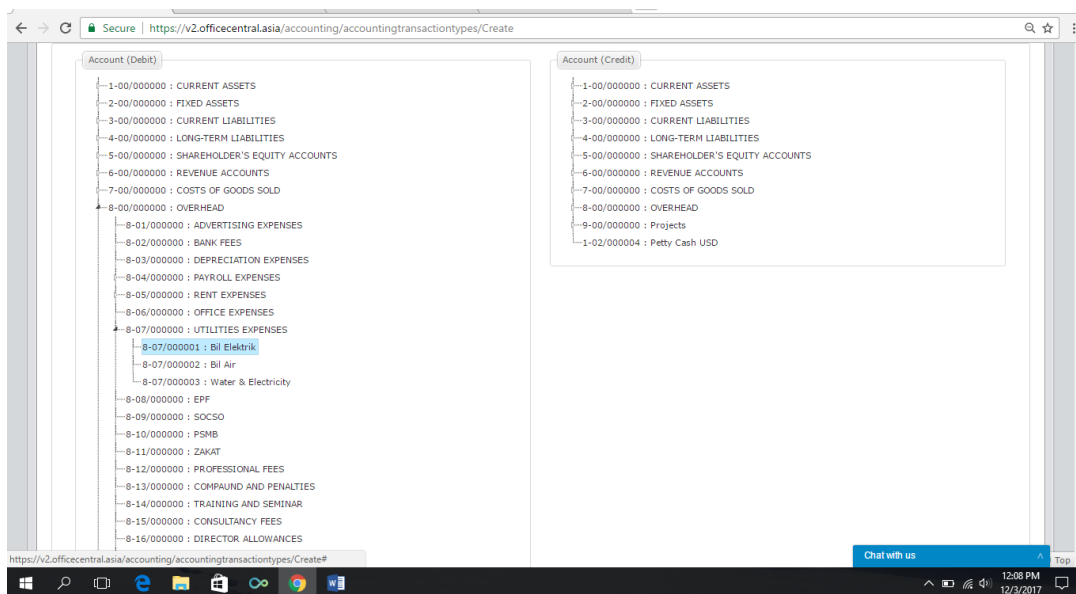 Secure | https://v2.officecentral.asia/accounting/accountingtransactiontypes/Create
Account (Debit)
1-00/000000 : CURRENT ASSETS
2-00/000000 : FIXED ASSETS
3-00/000000 : CURRENT LIABILITIES
4-00/000000 : LONG-TERM LIABILITIES
5-00/000000 : SHAREHOLDER'S EQUITY ACCOUNTS
6-00/000000 : REVENUE ACCOUNTS
7-00/000000 : COSTS OF GOODS SOLD
8-00/000000 : OVERHEAD
8-01/000000 : ADVERTISING EXPENSES
8-02/000000 : BANK FEES
8-03/000000 : DEPRECIATION EXPENSES
8-04/000000 : PAYROLL EXPENSES
8-05/000000 : RENT EXPENSES
8-06/000000 : OFFICE EXPENSES
8-07/000000 : UTILITIES EXPENSES
8-07/000001 : Bil Elektrik
8-07/000002 : Bil Air
8-07/000003 : Water & Electricity
8-08/000000 : EPF
8-09/000000 : SOCSO
8-10/000000 : PSMB
8-11/000000 : ZAKAT
8-12/000000 : PROFESSIONAL FEES
8-13/000000 : COMPAUND AND PENALTIES
8-14/000000 : TRAINING AND SEMINAR
8-15/000000 : CONSULTANCY FEES
8-16/000000 : DIRECTOR ALLOWANCES
Account (Credit)
1-00/000000 : CURRENT ASSETS
2-00/000000 : FIXED ASSETS
3-00/000000 : CURRENT LIABILITIES
4-00/000000 : LONG-TERM LIABILITIES
5-00/000000 : SHAREHOLDER'S EQUITY ACCOUNTS
6-00/000000 : REVENUE ACCOUNTS
7-00/000000 : COSTS OF GOODS SOLD
8-00/000000 : OVERHEAD
9-00/000000 : Projects
1-02/000004 : Petty Cash USD
https://v2.officecentral.asia/accounting/accountingtransactiontypes/Create#
Chat with us
Top
12:08 PM
12/3/2017